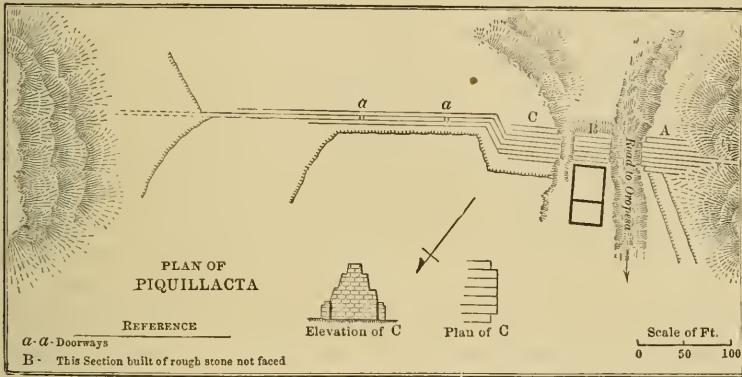 a
a
C
B
A
Road to Oropesa
PLAN OF
PIQUILLACTA
REFERENCE
a-a-Doorways
B - This Section built of rough stone not faced
Elevation of C
Plan of C
Scale of Ft.
0 50 100